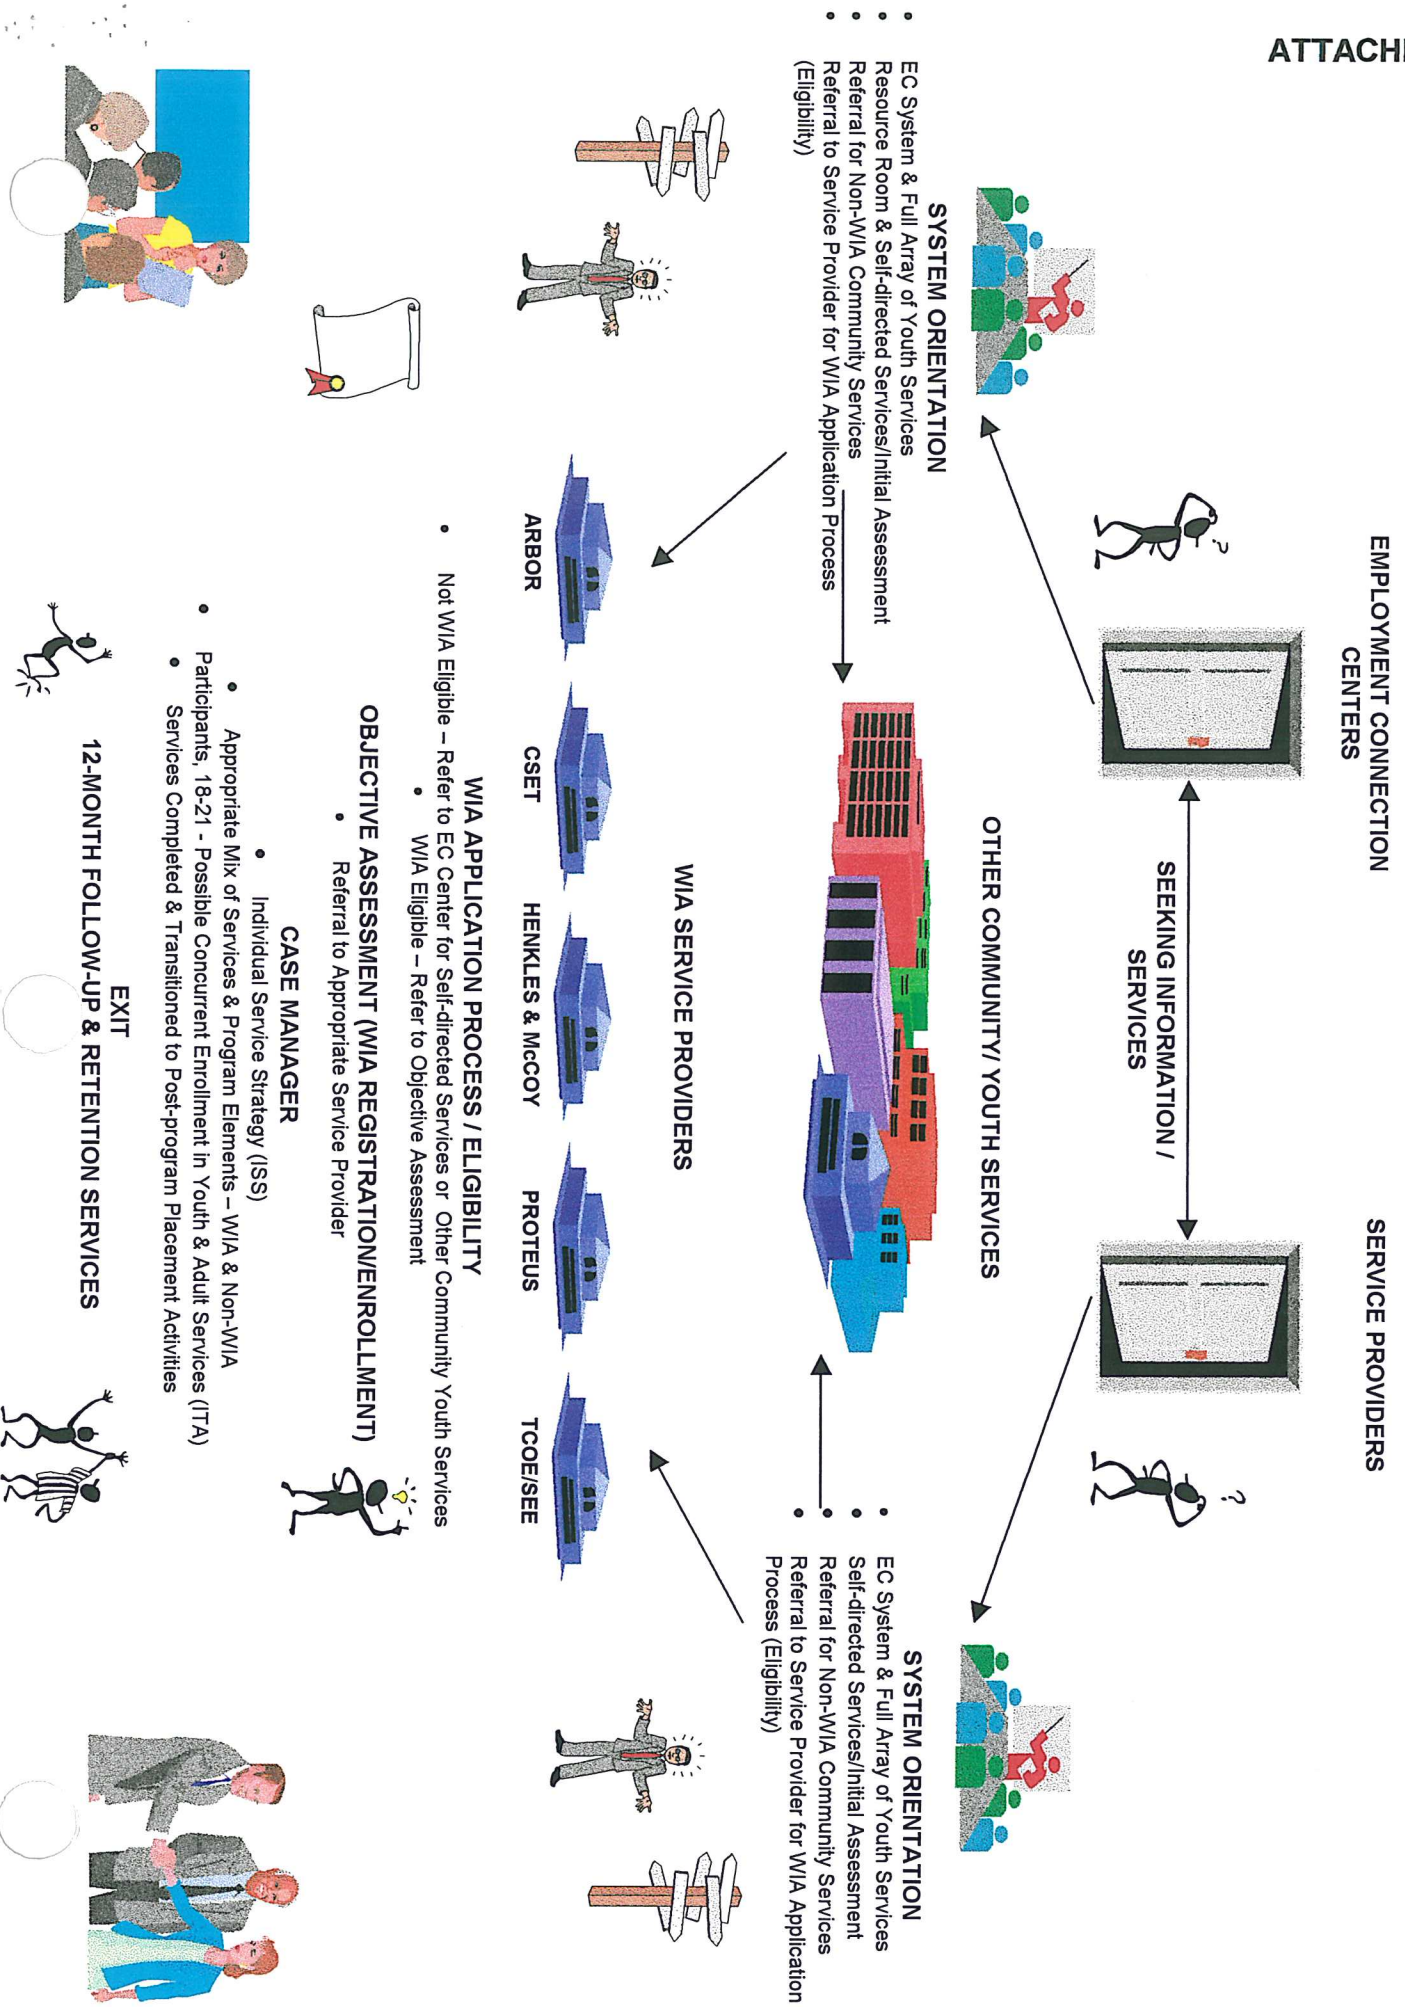 ATTACH
EMPLOYMENT CONNECTION
CENTERS
SERVICE PROVIDERS
SEEKING INFORMATION /
SERVICES
?
?
SYSTEM ORIENTATION
• EC System & Full Array of Youth Services
• Resource Room & Self-directed Services/Initial Assessment
• Referral for Non-WIA Community Services
• Referral to Service Provider for WIA Application Process
(Eligibility)
OTHER COMMUNITY/ YOUTH SERVICES
SYSTEM ORIENTATION
• EC System & Full Array of Youth Services
• Self-directed Services/Initial Assessment
• Referral for Non-WIA Community Services
• Referral to Service Provider for WIA Application
Process (Eligibility)
WIA SERVICE PROVIDERS
ARBOR
CSET
HENKLES & McCOY
PROTEUS
TCOE/SEE
WIA APPLICATION PROCESS / ELIGIBILITY
• Not WIA Eligible – Refer to EC Center for Self-directed Services or Other Community Youth Services
• WIA Eligible – Refer to Objective Assessment
OBJECTIVE ASSESSMENT (WIA REGISTRATION/ENROLLMENT)
• Referral to Appropriate Service Provider
CASE MANAGER
• Individual Service Strategy (ISS)
• Appropriate Mix of Services & Program Elements – WIA & Non-WIA
• Participants, 18-21 - Possible Concurrent Enrollment in Youth & Adult Services (ITA)
• Services Completed & Transitioned to Post-program Placement Activities
EXIT
12-MONTH FOLLOW-UP & RETENTION SERVICES